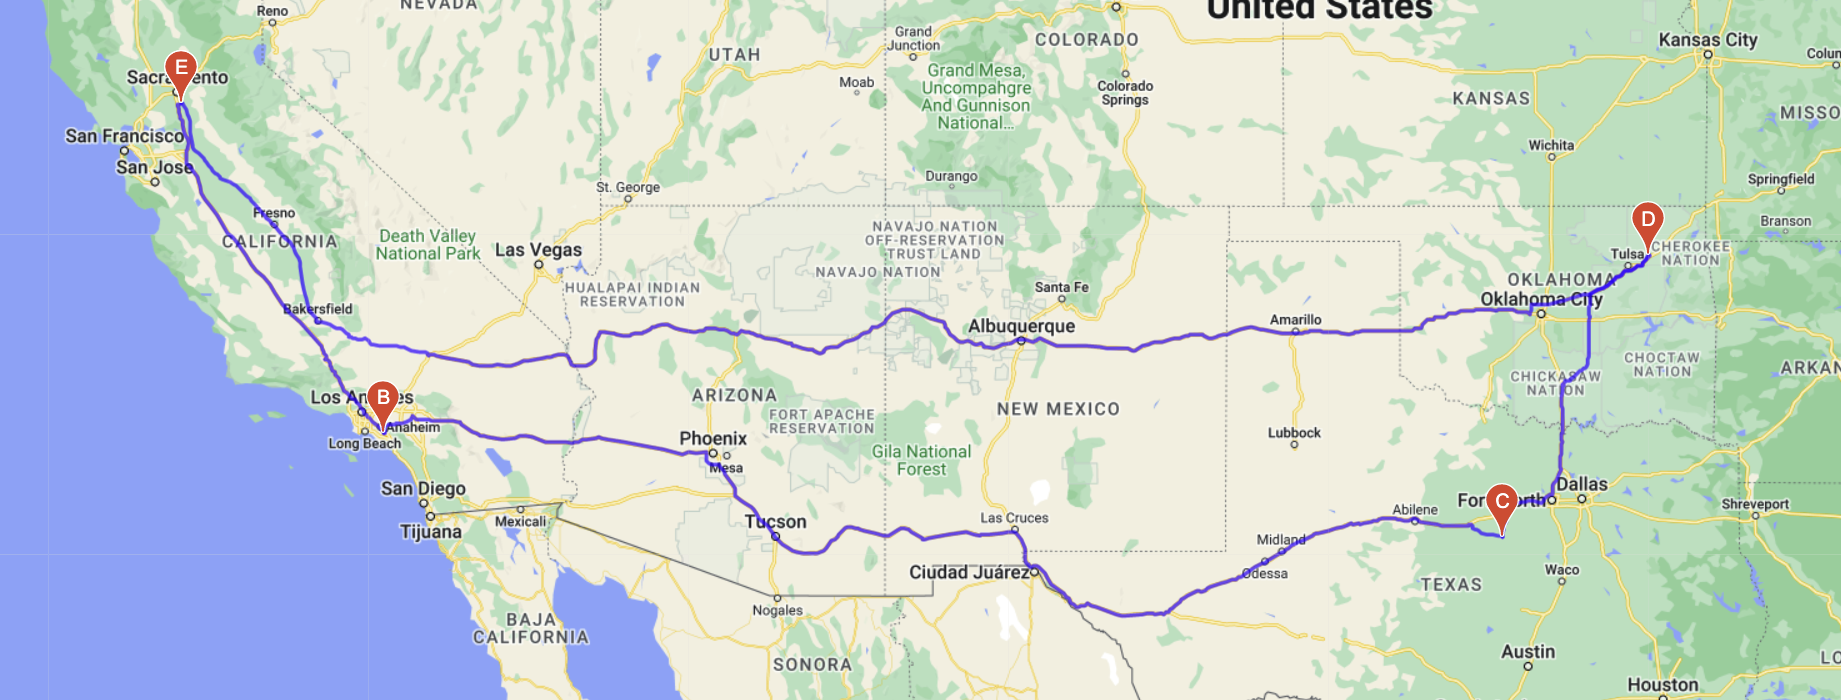 NEVADA
United States
Reno
Grand
Junction
COLORADO
Kansas City
UTAH
Colum
E
Sacramento
Moab
Grand Mesa,
Uncompahgre
And Gunnison
National...
Colorado
Springs
KANSAS
MISSO
San Francisco
San Jose
Wichita
St. George
Durango
Springfield
Fresno
CALIFORNIA
Death Valley
National Park
Las Vegas
NAVAJO NATION
OFF-RESERVATION
TRUST LAND
NAVAJO NATION
D
Branson
Tulsa
CHEROKEE
NATION
HUALAPAI INDIAN
RESERVATION
Santa Fe
OKLAHOMA
Oklahoma City
Bakersfield
Albuquerque
Amarillo
CHOCTAW
NATION
CHICKASAW
NATION
ARKAN
Los Angeles
B
Anaheim
Long Beach
ARIZONA
FORT APACHE
RESERVATION
NEW MEXICO
Phoenix
Mesa
Gila National
Forest
Lubbock
San Diego
Tijuana
Mexicali
Tucson
Las Cruces
Abilene
Fort Worth
C
Dallas
Shreveport
Midland
Odessa
Ciudad Juárez
Waco
TEXAS
Nogales
BAJA
CALIFORNIA
SONORA
Austin
LO
Houston